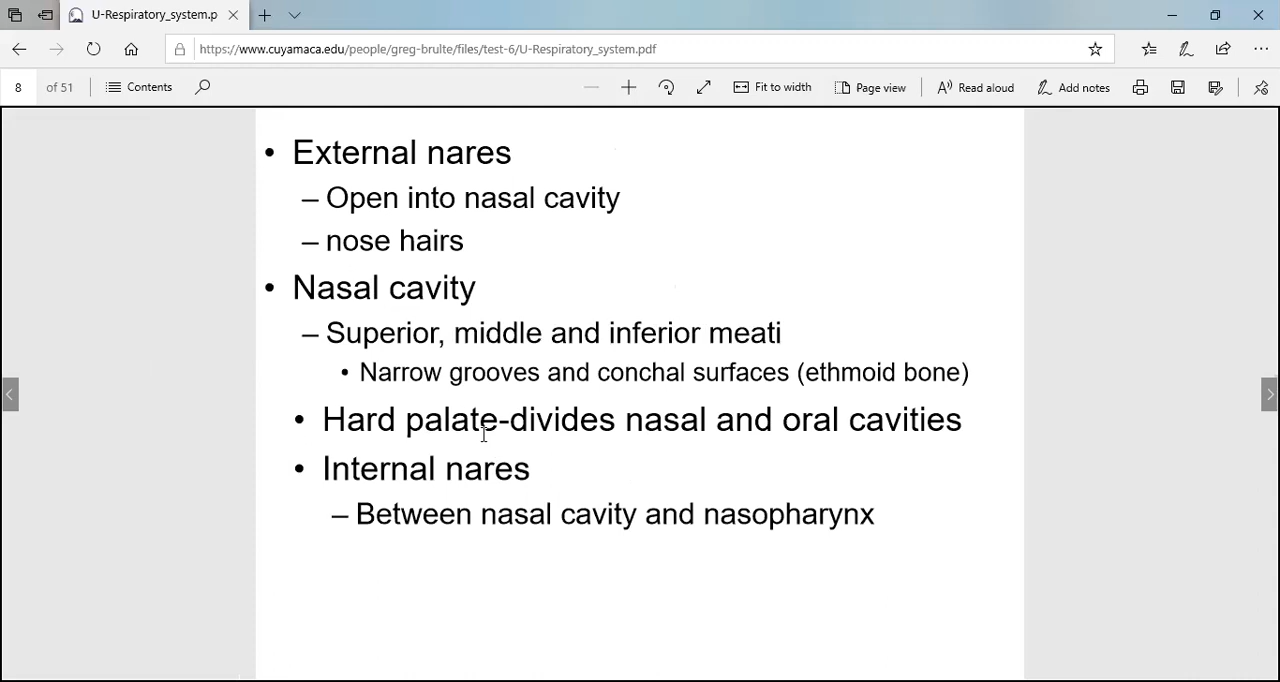 U-Respiratory_system.p
https://www.cuyamaca.edu/people/greg-brulte/files/test-6/U-Respiratory_system.pdf
8 of 51 Contents Fit to width Page view Read aloud Add notes
• External nares
– Open into nasal cavity
– nose hairs
• Nasal cavity
– Superior, middle and inferior meati
• Narrow grooves and conchal surfaces (ethmoid bone)
• Hard palate-divides nasal and oral cavities
• Internal nares
– Between nasal cavity and nasopharynx